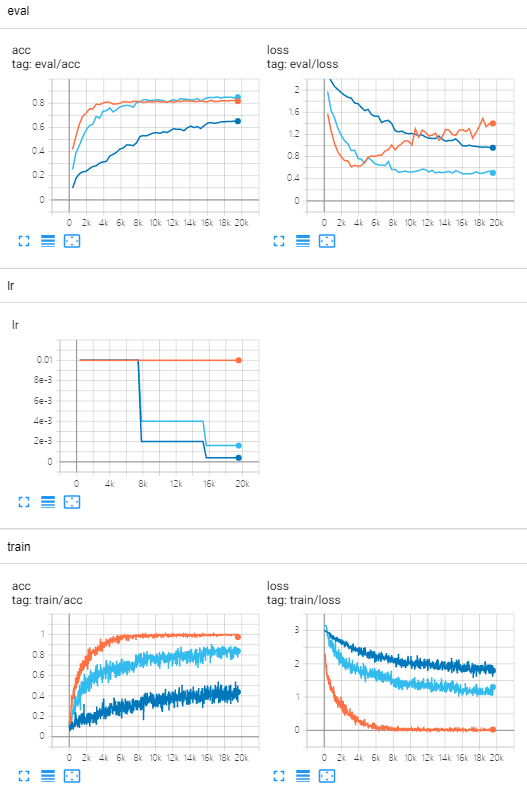 eval
acc
tag: eval/acc
0.8
0.6
0.4
0.2
0
0 2k 4k 6k 8k 10k 12k 14k 16k 18k 20k
loss
tag: eval/loss
2
1.6
1.2
0.8
0.4
0
0 2k 4k 6k 8k 10k 12k 14k 16k 18k 20k
lr
lr
0.01
8e-3
6e-3
4e-3
2e-3
0
0 4k 8k 12k 16k 20k
train
acc
tag: train/acc
1
0.8
0.6
0.4
0.2
0
0 2k 4k 6k 8k 10k 12k 14k 16k 18k 20k
loss
tag: train/loss
3
2
1
0
0 2k 4k 6k 8k 10k 12k 14k 16k 18k 20k